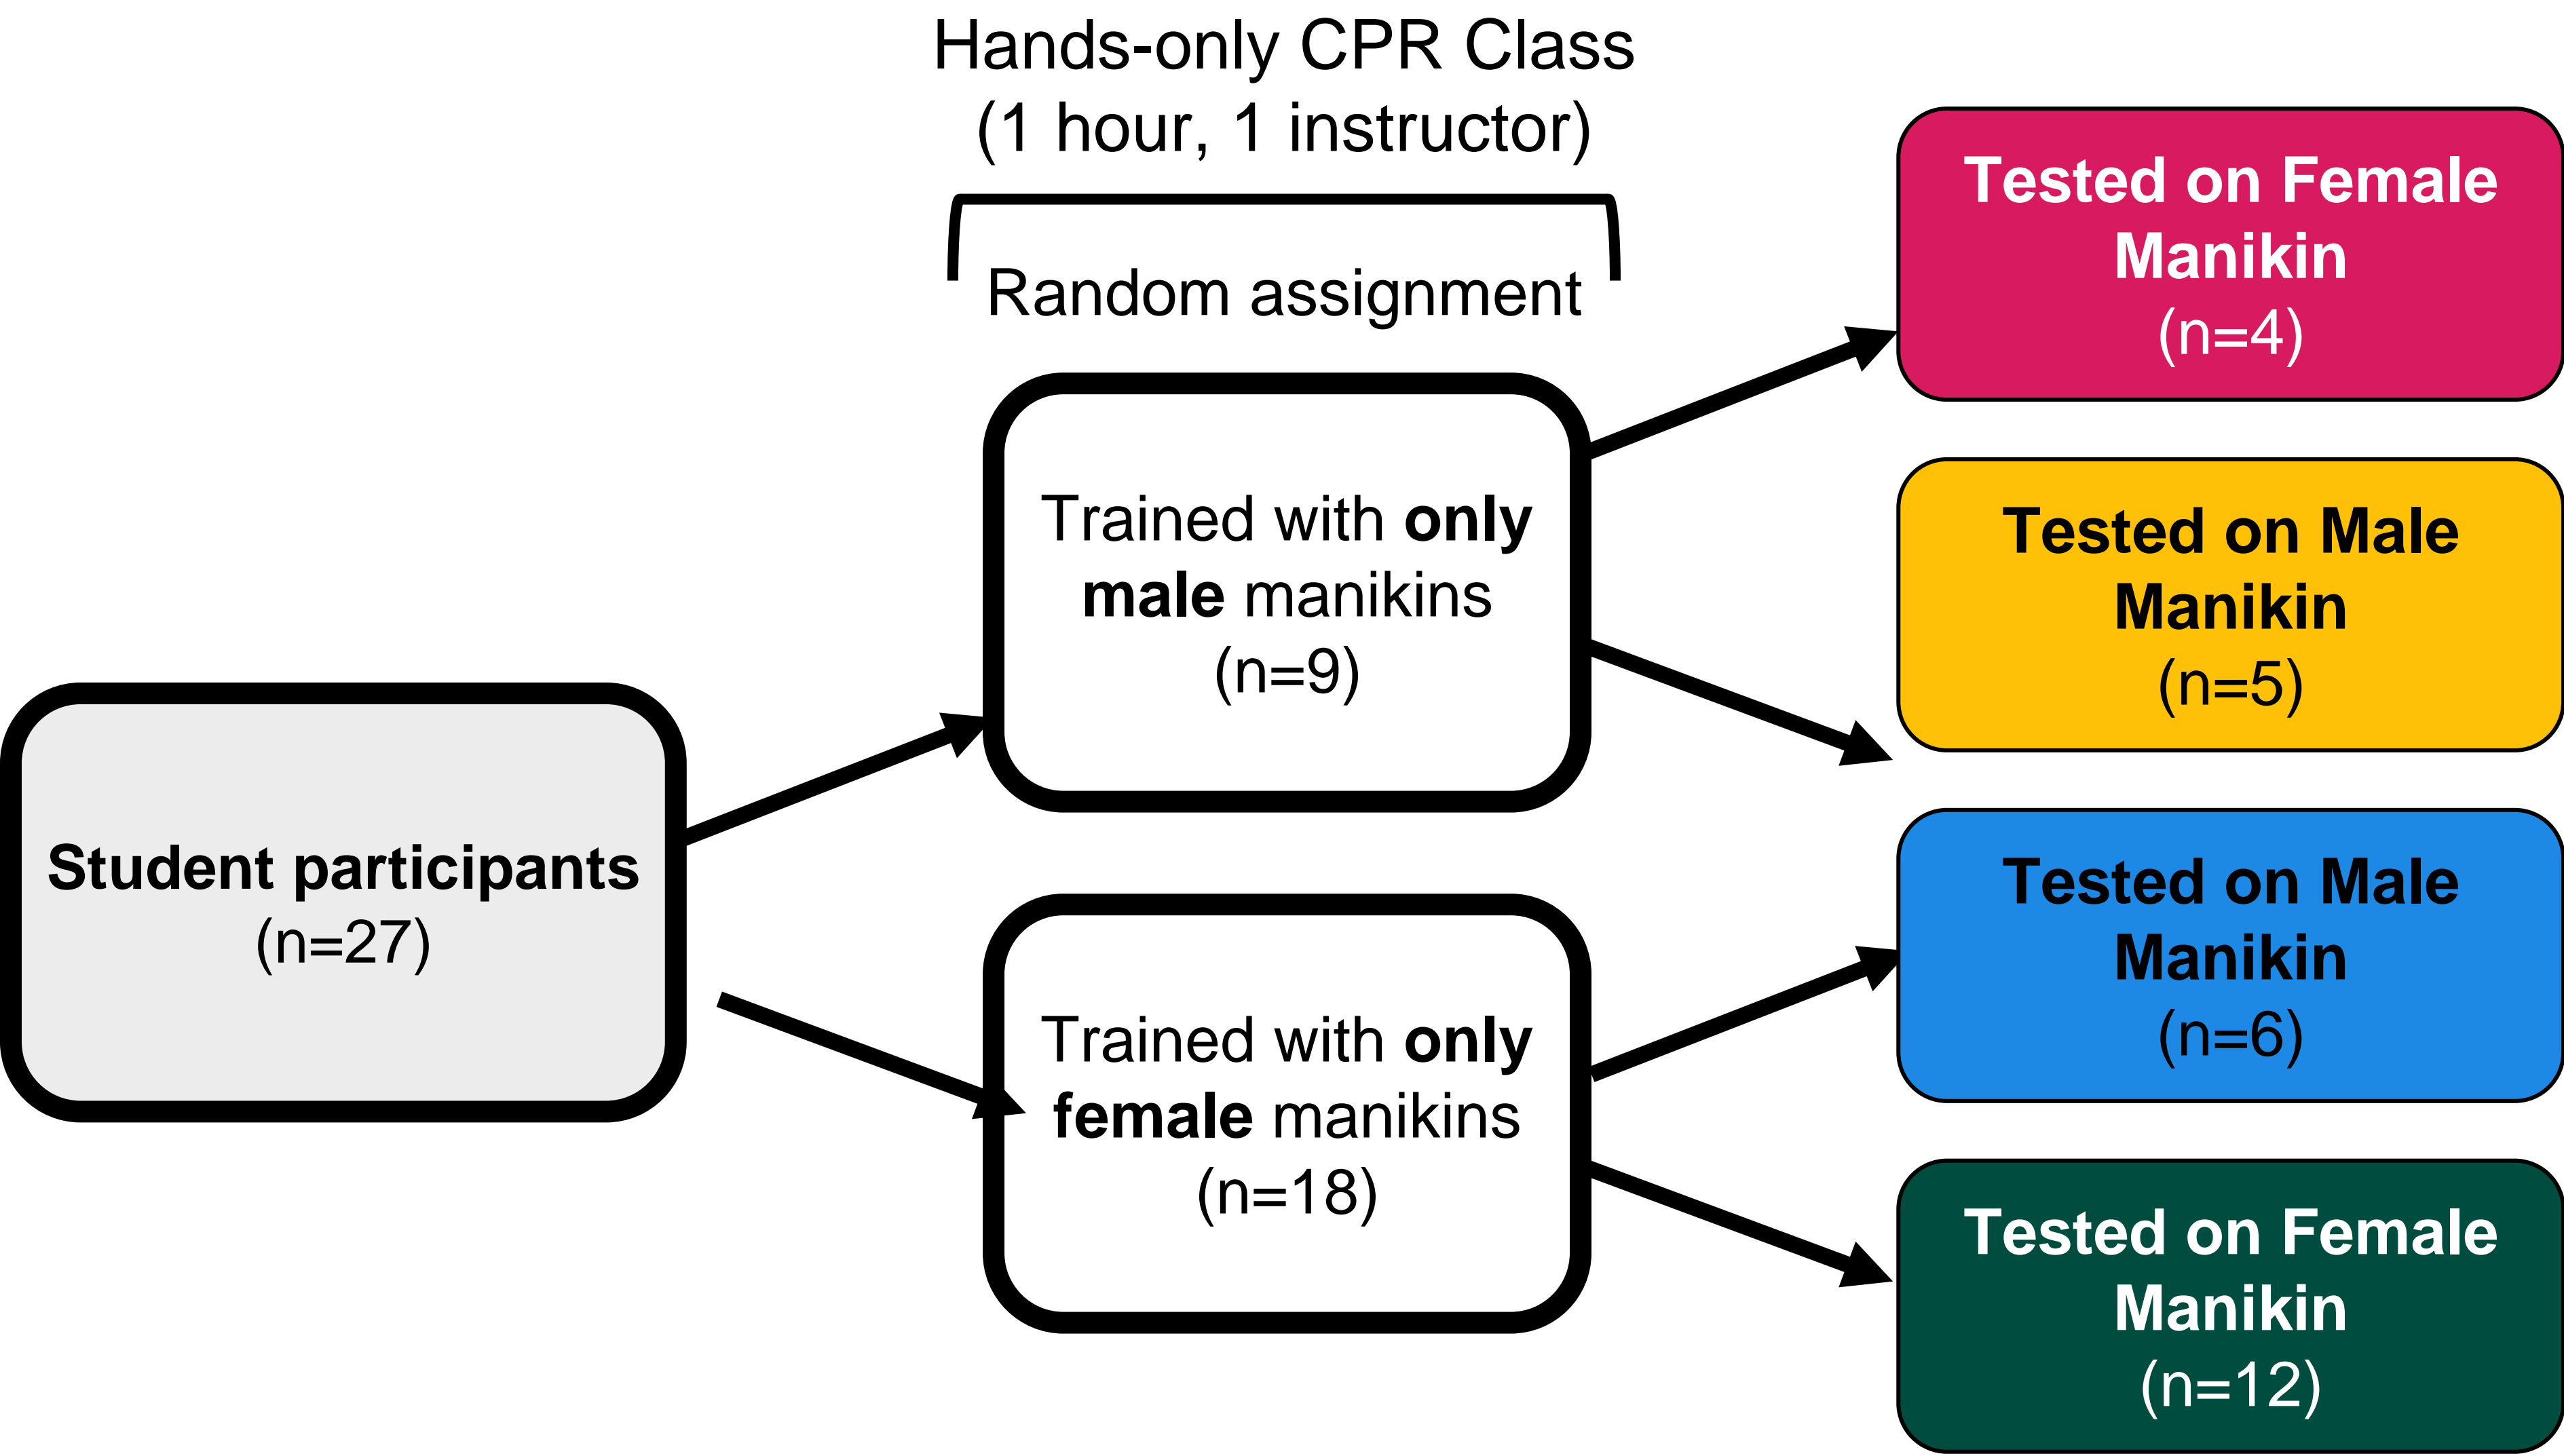 Hands-only CPR Class
(1 hour, 1 instructor)
Random assignment
Student participants
(n=27)
Trained with only
male manikins
(n=9)
Trained with only
female manikins
(n=18)
Tested on Female
Manikin
(n=4)
Tested on Male
Manikin
(n=5)
Tested on Male
Manikin
(n=6)
Tested on Female
Manikin
(n=12)